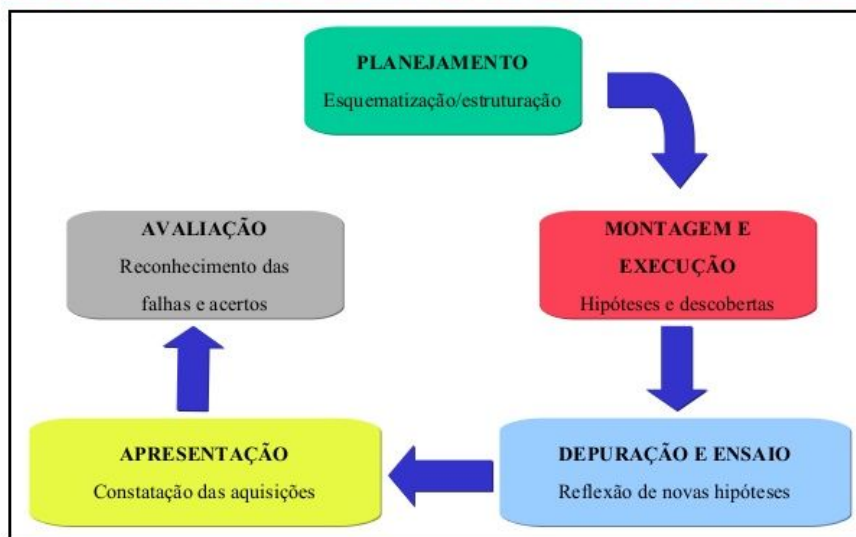 PLANEJAMENTO
Esquematização/estruturação
MONTAGEM E
EXECUÇÃO
Hipóteses e descobertas
DEPURAÇÃO E ENSAIO
Reflexão de novas hipóteses
APRESENTAÇÃO
Constatação das aquisições
AVALIAÇÃO
Reconhecimento das
falhas e acertos